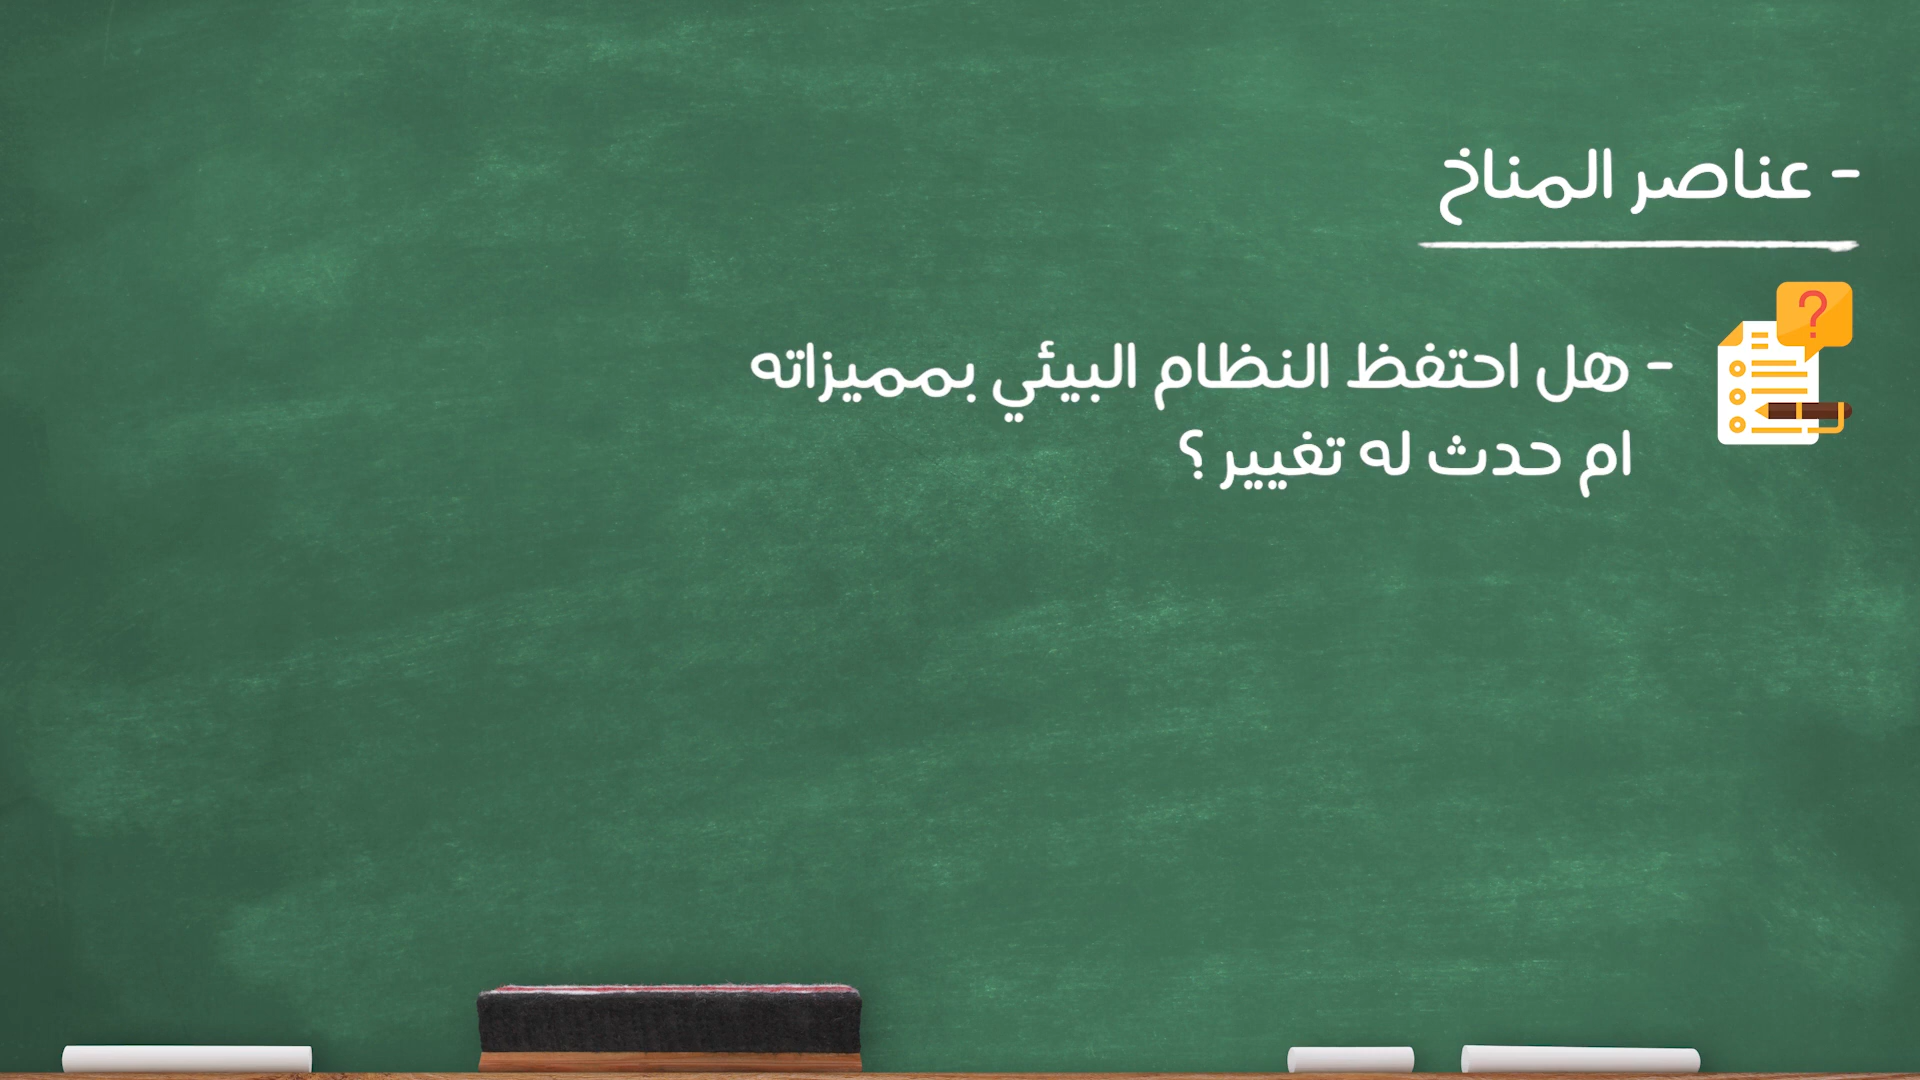 - عناصر المناخ
?
- هل احتفظ النظام البيئي بمميزاته
ام حدث له تغيير ؟